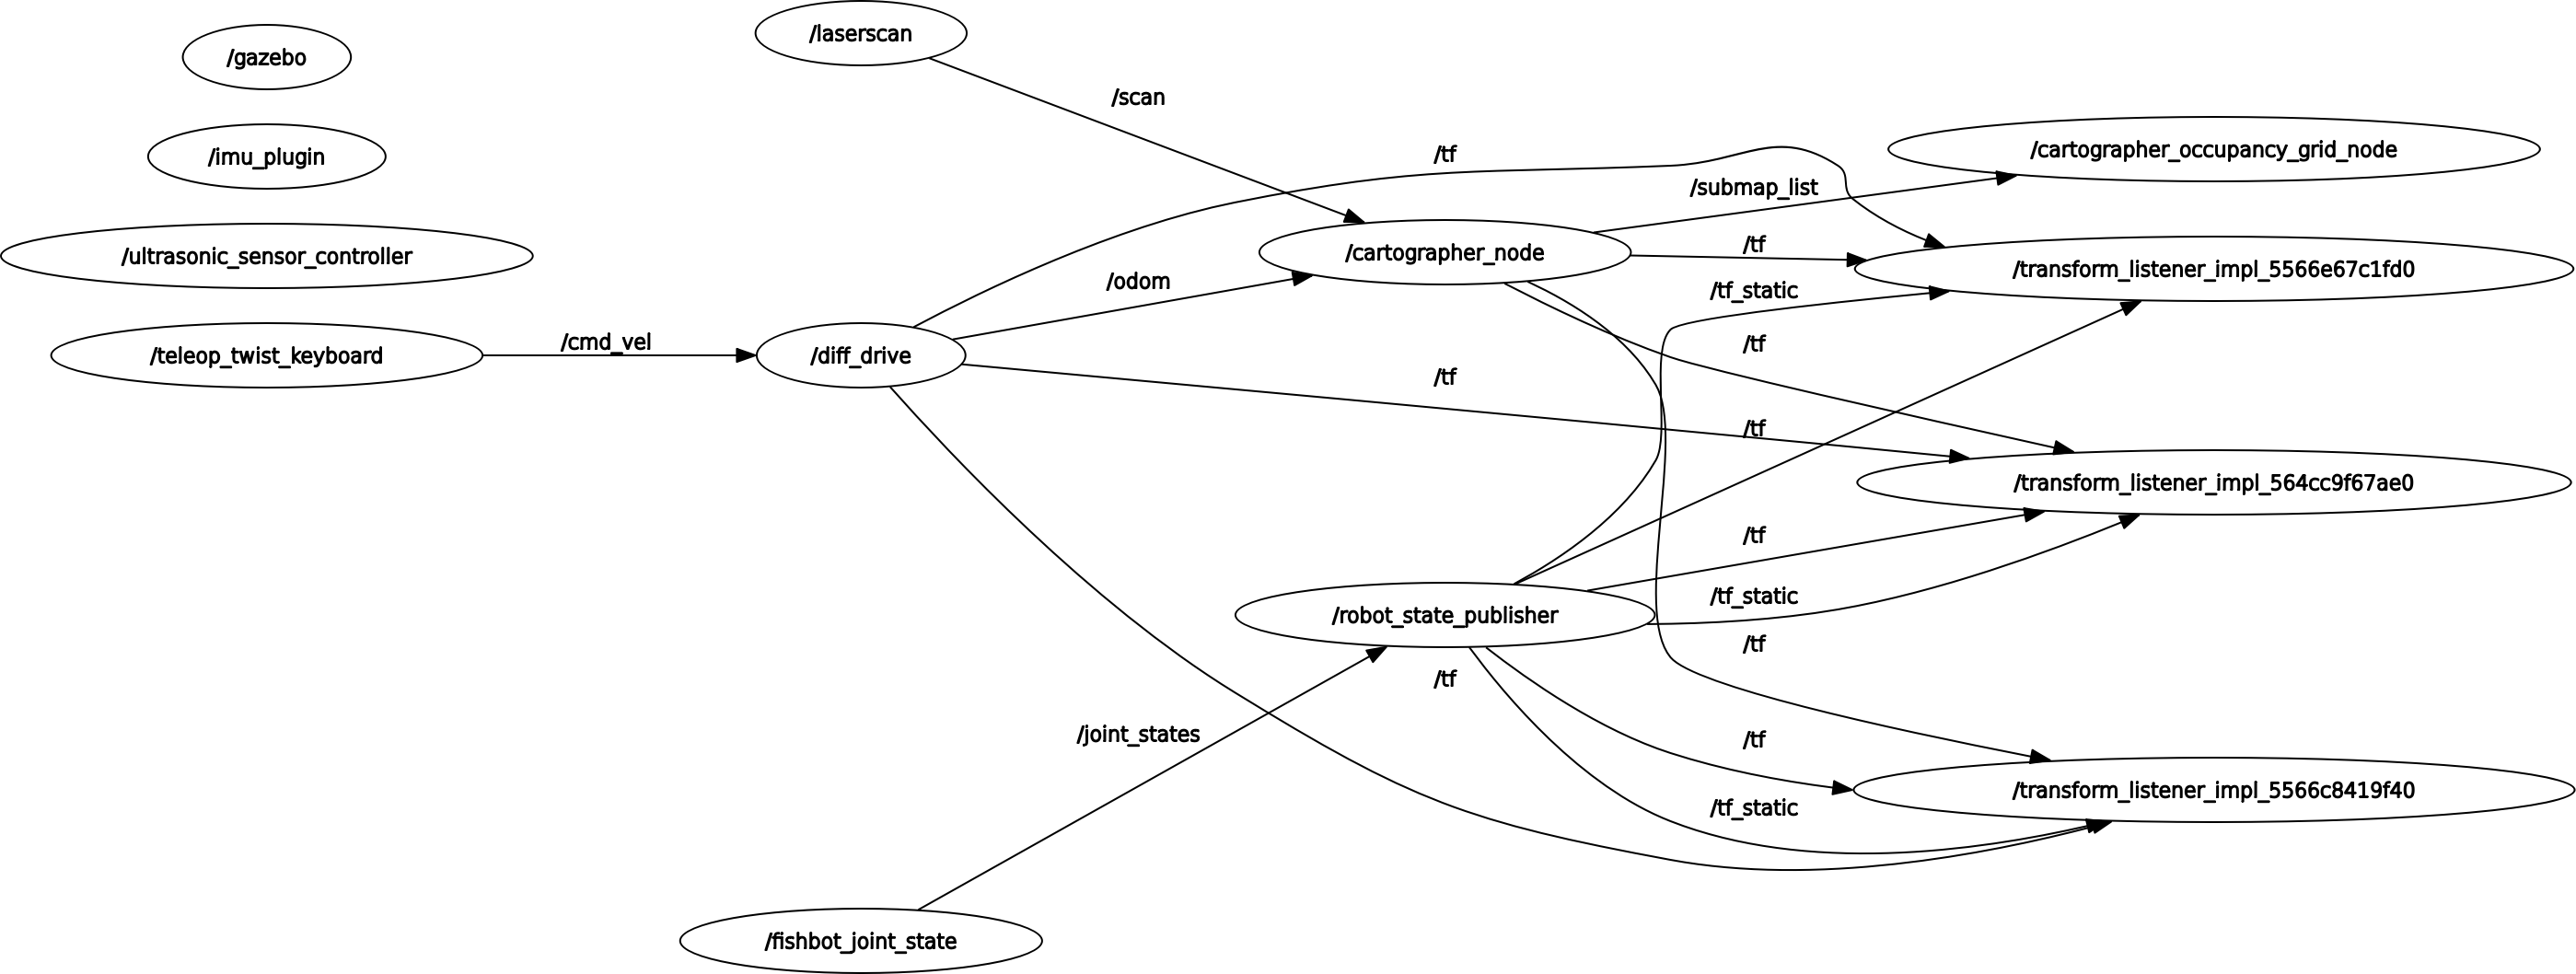 /gazebo
/imu_plugin
/ultrasonic_sensor_controller
/teleop_twist_keyboard
/cmd_vel
/laserscan
/diff_drive
/fishbot_joint_state
/scan
/odom
/joint_states
/tf
/cartographer_node
/tf
/robot_state_publisher
/tf
/submap_list
/tf
/tf_static
/tf
/tf
/tf
/tf_static
/tf
/tf
/tf_static
/cartographer_occupancy_grid_node
/transform_listener_impl_5566e67c1fd0
/transform_listener_impl_564cc9f67ae0
/transform_listener_impl_5566c8419f40